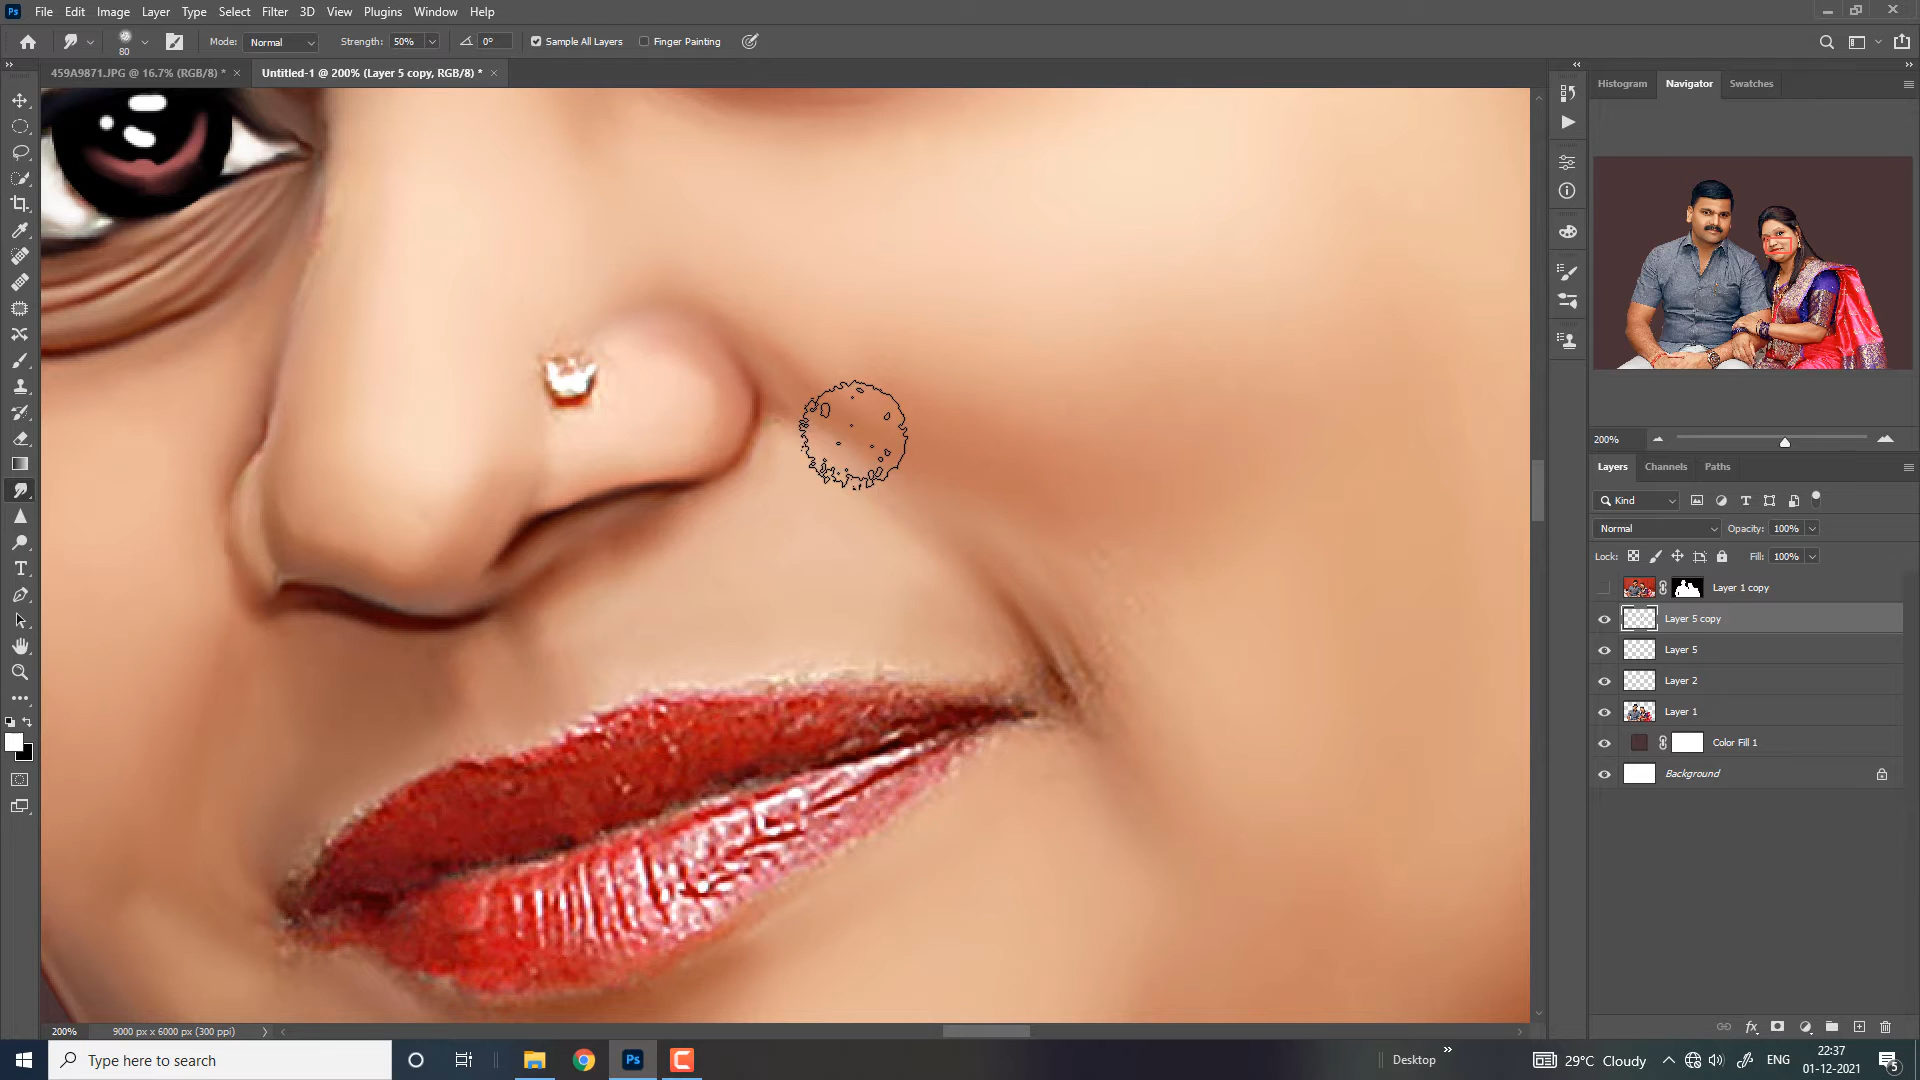 Ps File Edit Image Layer Type Select Filter 3D View Plugins Window Help
80 Mode: Normal Strength: 50% 0° Sample All Layers Finger Painting
459A9871.JPG @ 16.7% (RGB/8) * × Untitled-1 @ 200% (Layer 5 copy, RGB/8) * ×
Histogram Navigator Swatches
200%
Layers Channels Paths
Kind
Normal Opacity: 100%
Lock: Fill: 100%
Layer 1 copy
Layer 5 copy
Layer 5
Layer 2
Layer 1
Color Fill 1
Background
fx
200% 9000 px x 6000 px (300 ppi)
Type here to search
Ps
Desktop
29°C Cloudy
ENG
22:37
01-12-2021
5